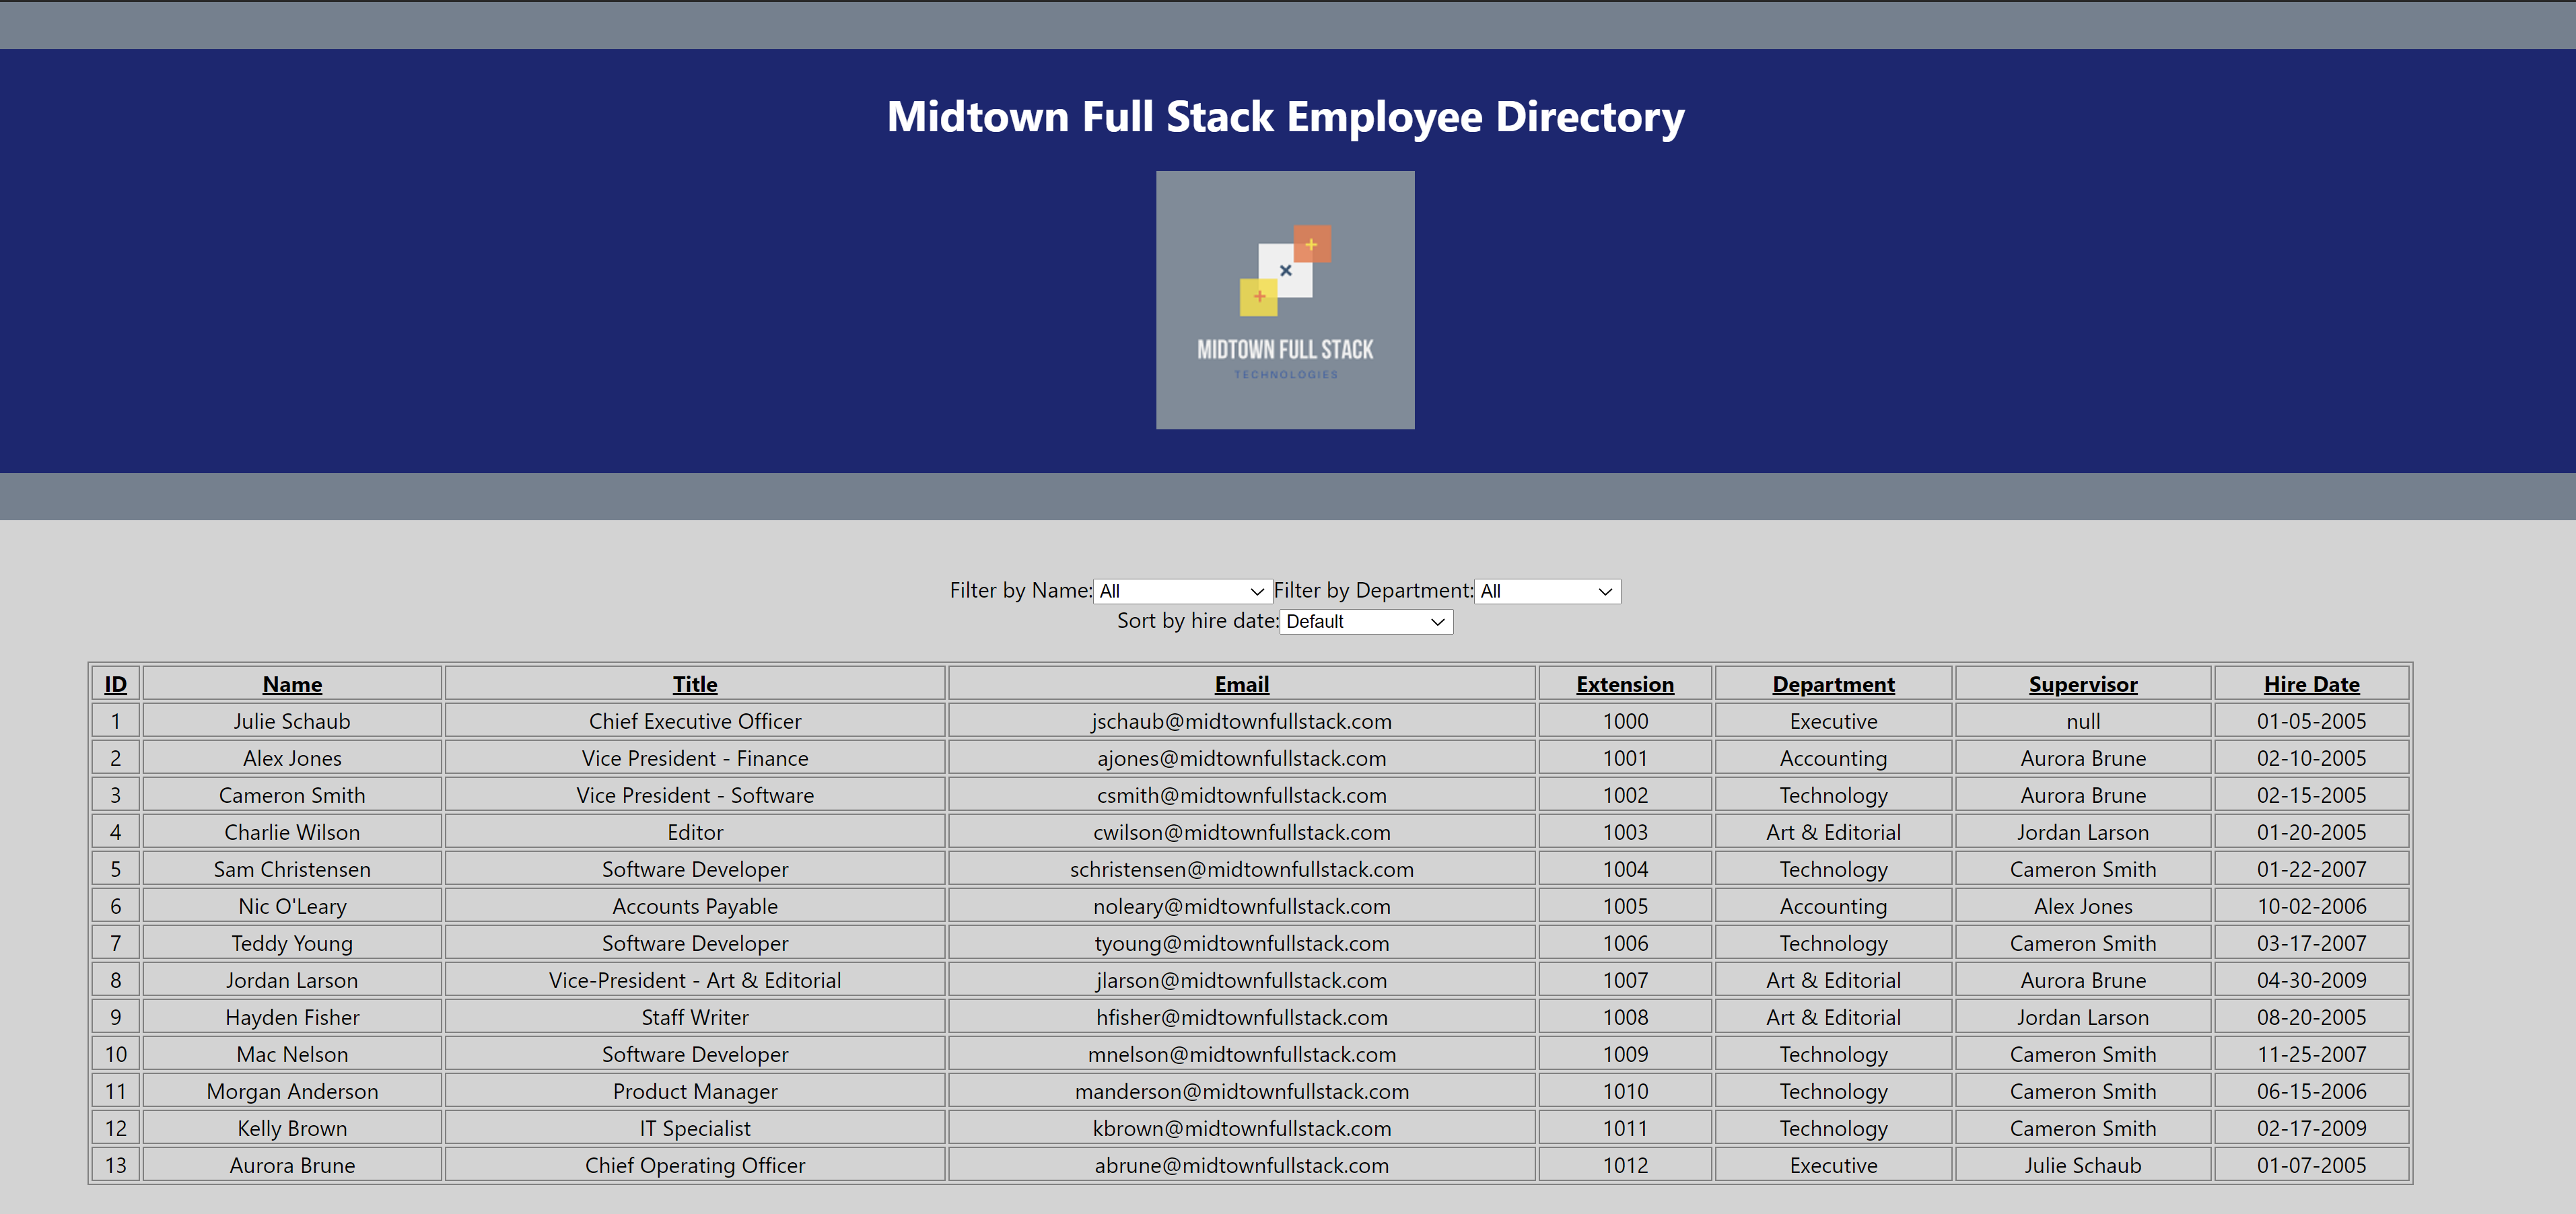 Midtown Full Stack Employee Directory
+
×
+
MIDTOWN FULL STACK
TECHNOLOGIES
Filter by Name: All Filter by Department: All
Sort by hire date: Default
ID Name Title Email Extension Department Supervisor Hire Date
1 Julie Schaub Chief Executive Officer jschaub@midtownfullstack.com 1000 Executive null 01-05-2005
2 Alex Jones Vice President - Finance ajones@midtownfullstack.com 1001 Accounting Aurora Brune 02-10-2005
3 Cameron Smith Vice President - Software csmith@midtownfullstack.com 1002 Technology Aurora Brune 02-15-2005
4 Charlie Wilson Editor cwilson@midtownfullstack.com 1003 Art & Editorial Jordan Larson 01-20-2005
5 Sam Christensen Software Developer schristensen@midtownfullstack.com 1004 Technology Cameron Smith 01-22-2007
6 Nic O'Leary Accounts Payable noleary@midtownfullstack.com 1005 Accounting Alex Jones 10-02-2006
7 Teddy Young Software Developer tyoung@midtownfullstack.com 1006 Technology Cameron Smith 03-17-2007
8 Jordan Larson Vice-President - Art & Editorial jlarson@midtownfullstack.com 1007 Art & Editorial Aurora Brune 04-30-2009
9 Hayden Fisher Staff Writer hfisher@midtownfullstack.com 1008 Art & Editorial Jordan Larson 08-20-2005
10 Mac Nelson Software Developer mnelson@midtownfullstack.com 1009 Technology Cameron Smith 11-25-2007
11 Morgan Anderson Product Manager manderson@midtownfullstack.com 1010 Technology Cameron Smith 06-15-2006
12 Kelly Brown IT Specialist kbrown@midtownfullstack.com 1011 Technology Cameron Smith 02-17-2009
13 Aurora Brune Chief Operating Officer abrune@midtownfullstack.com 1012 Executive Julie Schaub 01-07-2005